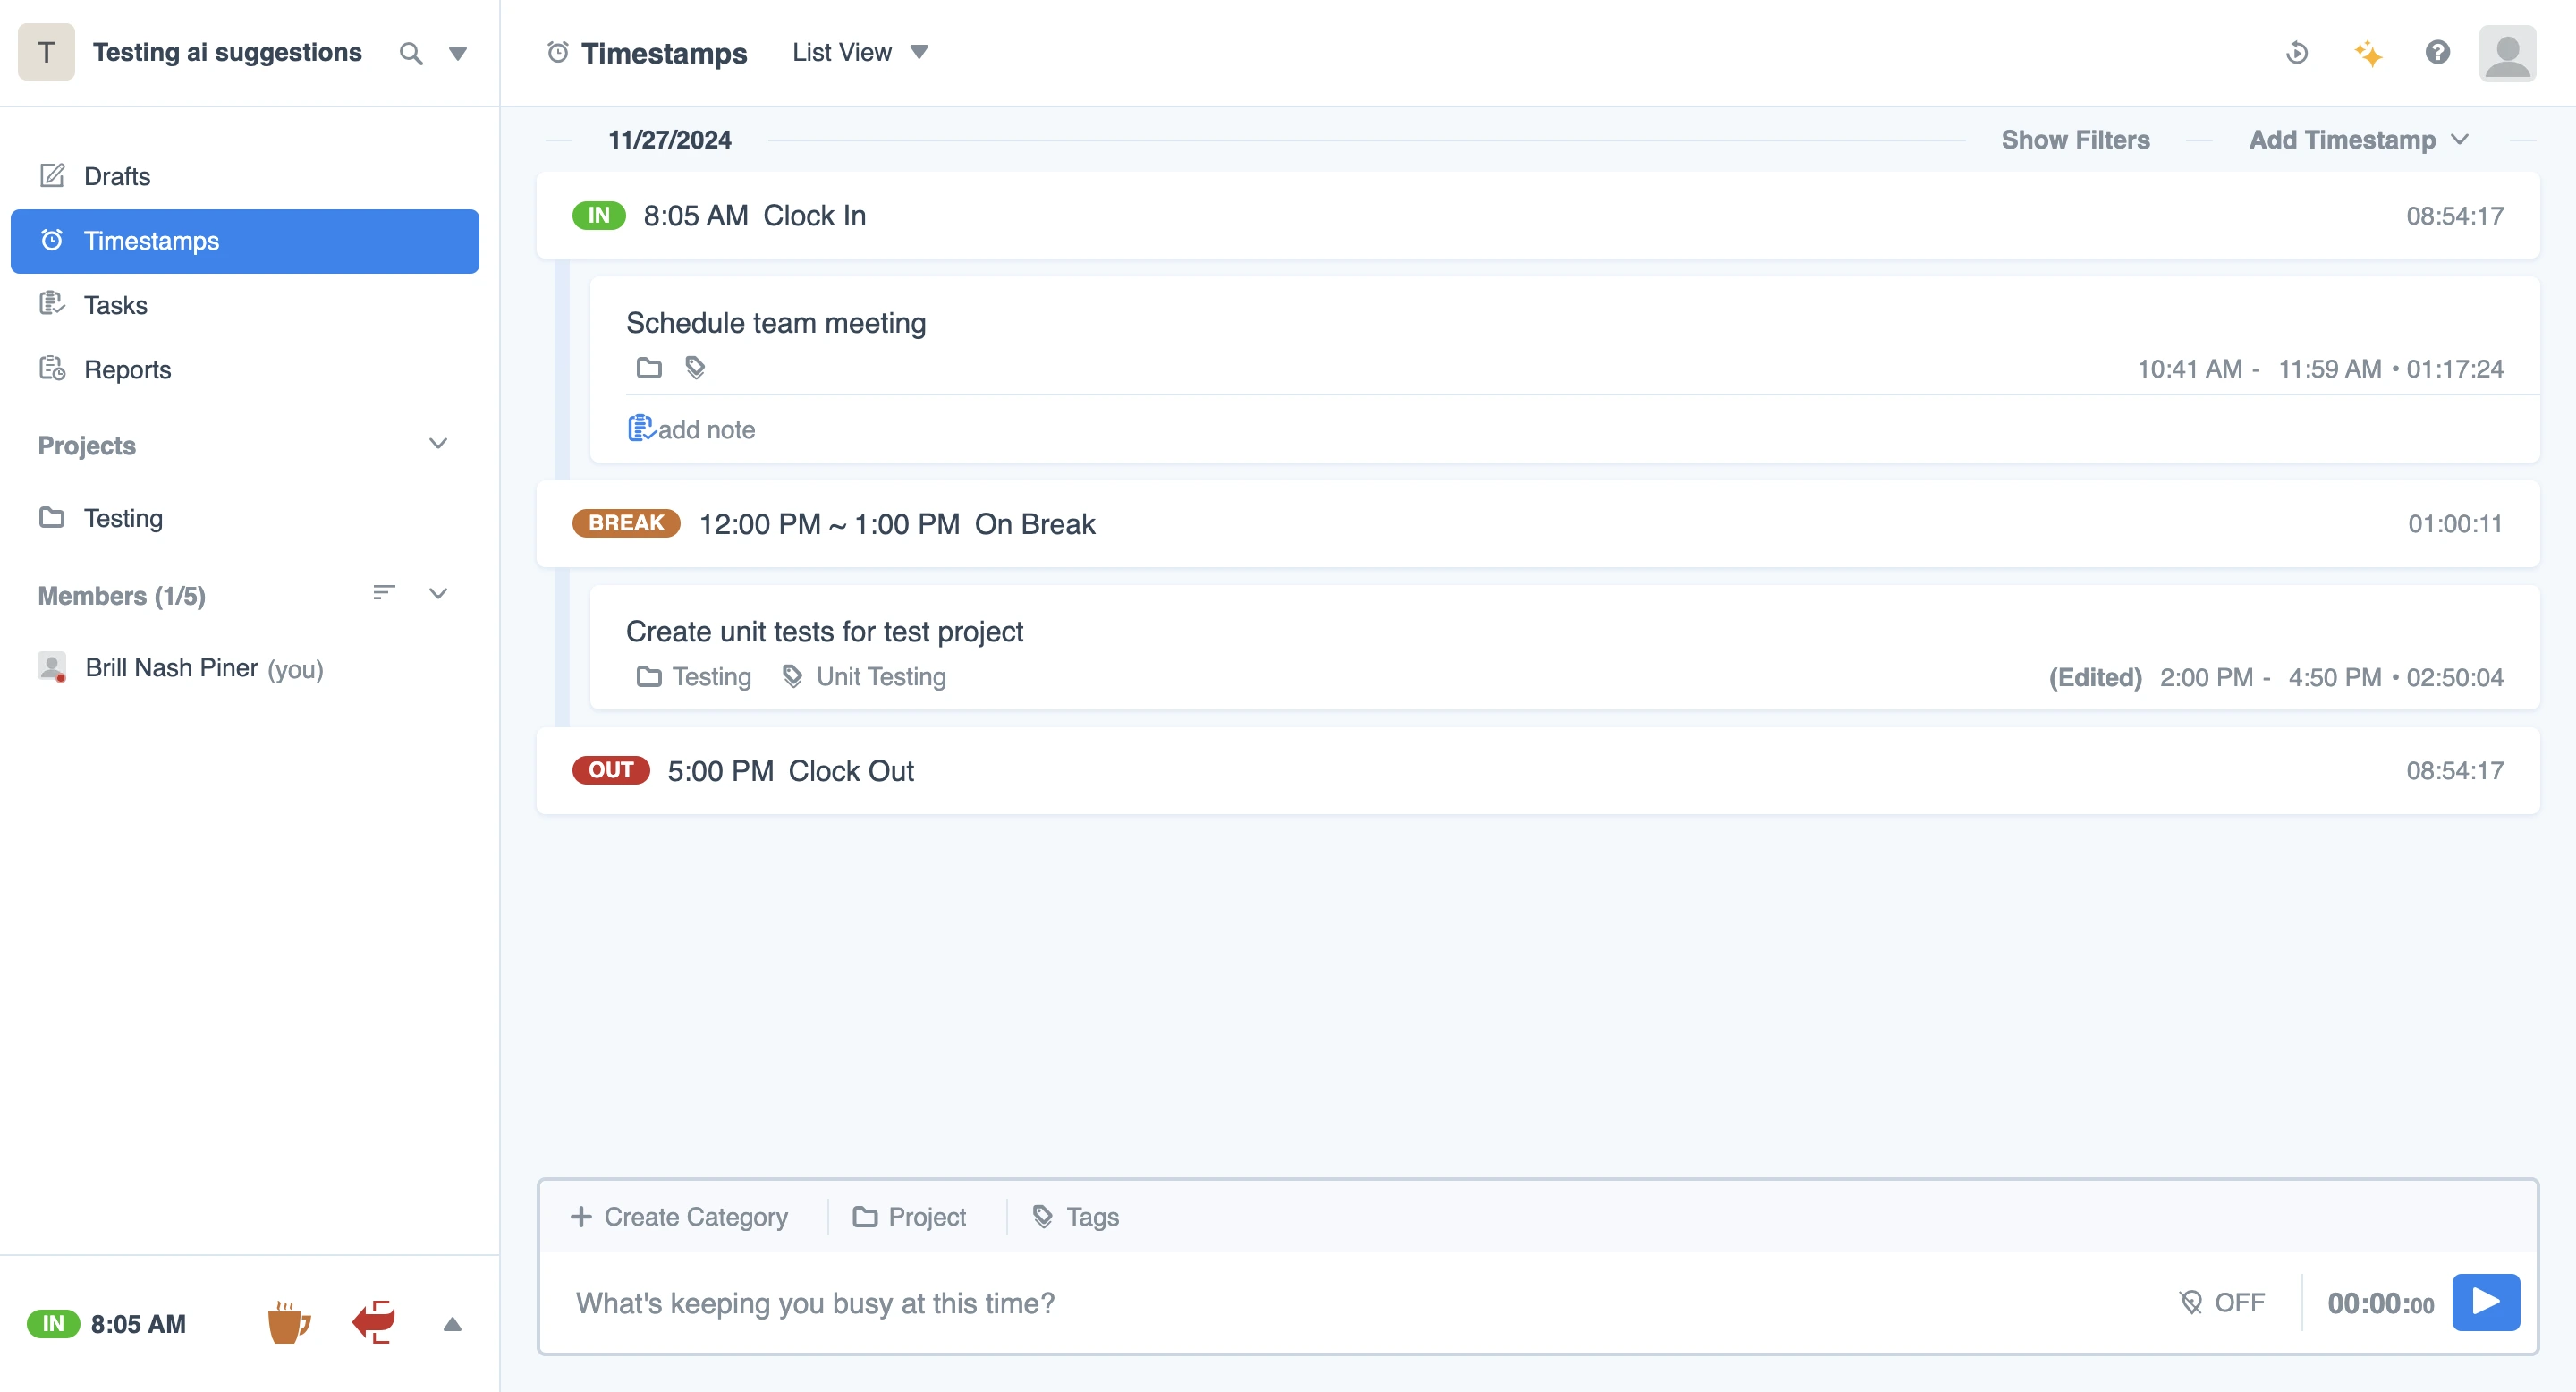 T Testing ai suggestions
Timestamps List View
Drafts
Timestamps
Tasks
Reports
Projects
Testing
Members (1/5)
Brill Nash Piner (you)
IN 8:05 AM
11/27/2024 Show Filters Add Timestamp
IN 8:05 AM Clock In 08:54:17
Schedule team meeting
10:41 AM - 11:59 AM • 01:17:24
add note
BREAK 12:00 PM ~ 1:00 PM On Break 01:00:11
Create unit tests for test project
Testing Unit Testing (Edited) 2:00 PM - 4:50 PM • 02:50:04
OUT 5:00 PM Clock Out 08:54:17
+ Create Category Project Tags
What's keeping you busy at this time? OFF 00:00:00